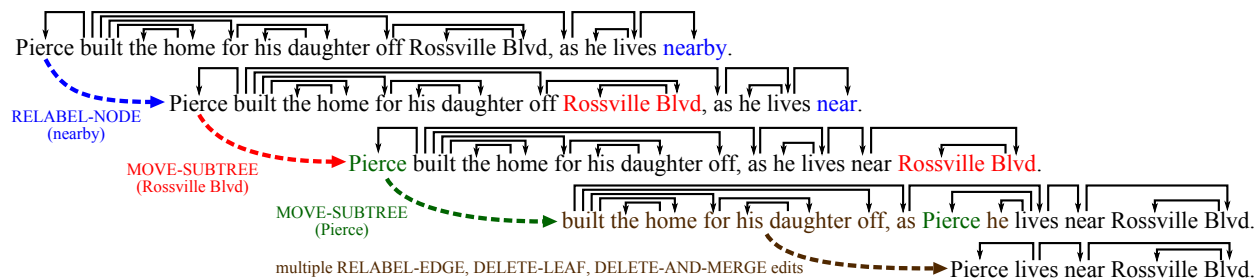 Pierce built the home for his daughter off Rossville Blvd, as he lives nearby.
Pierce built the home for his daughter off Rossville Blvd, as he lives near.
RELABEL-NODE
(nearby)
Pierce built the home for his daughter off, as he lives near Rossville Blvd.
MOVE-SUBTREE
(Rossville Blvd)
built the home for his daughter off, as Pierce he lives near Rossville Blvd.
MOVE-SUBTREE
(Pierce)
multiple RELABEL-EDGE, DELETE-LEAF, DELETE-AND-MERGE edits
Pierce lives near Rossville Blvd.